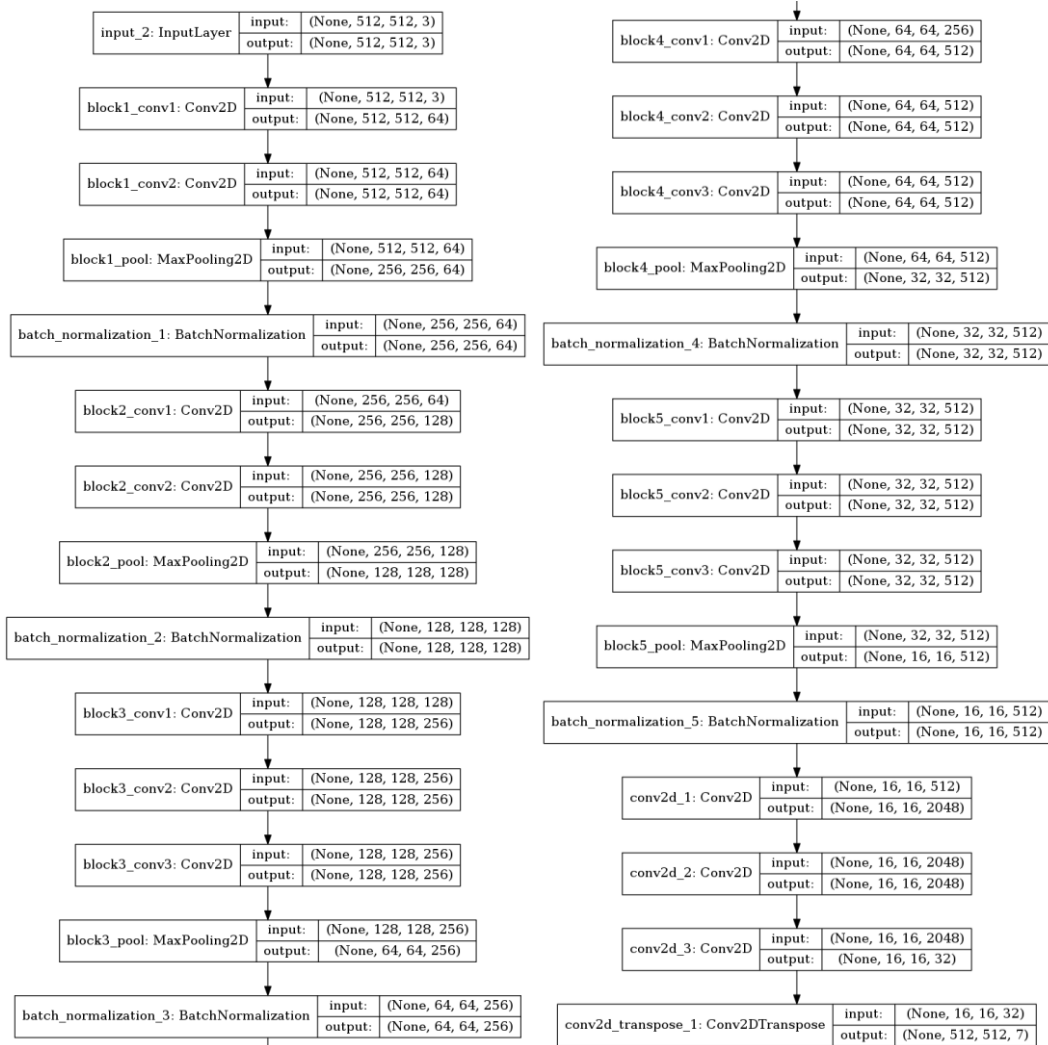 input_2: InputLayer
input: (None, 512, 512, 3)
output: (None, 512, 512, 3)
block1_conv1: Conv2D
input: (None, 512, 512, 3)
output: (None, 512, 512, 64)
block1_conv2: Conv2D
input: (None, 512, 512, 64)
output: (None, 512, 512, 64)
block1_pool: MaxPooling2D
input: (None, 512, 512, 64)
output: (None, 256, 256, 64)
batch_normalization_1: BatchNormalization
input: (None, 256, 256, 64)
output: (None, 256, 256, 64)
block2_conv1: Conv2D
input: (None, 256, 256, 64)
output: (None, 256, 256, 128)
block2_conv2: Conv2D
input: (None, 256, 256, 128)
output: (None, 256, 256, 128)
block2_pool: MaxPooling2D
input: (None, 256, 256, 128)
output: (None, 128, 128, 128)
batch_normalization_2: BatchNormalization
input: (None, 128, 128, 128)
output: (None, 128, 128, 128)
block3_conv1: Conv2D
input: (None, 128, 128, 128)
output: (None, 128, 128, 256)
block3_conv2: Conv2D
input: (None, 128, 128, 256)
output: (None, 128, 128, 256)
block3_conv3: Conv2D
input: (None, 128, 128, 256)
output: (None, 128, 128, 256)
block3_pool: MaxPooling2D
input: (None, 128, 128, 256)
output: (None, 64, 64, 256)
batch_normalization_3: BatchNormalization
input: (None, 64, 64, 256)
output: (None, 64, 64, 256)
block4_conv1: Conv2D
input: (None, 64, 64, 256)
output: (None, 64, 64, 512)
block4_conv2: Conv2D
input: (None, 64, 64, 512)
output: (None, 64, 64, 512)
block4_conv3: Conv2D
input: (None, 64, 64, 512)
output: (None, 64, 64, 512)
block4_pool: MaxPooling2D
input: (None, 64, 64, 512)
output: (None, 32, 32, 512)
batch_normalization_4: BatchNormalization
input: (None, 32, 32, 512)
output: (None, 32, 32, 512)
block5_conv1: Conv2D
input: (None, 32, 32, 512)
output: (None, 32, 32, 512)
block5_conv2: Conv2D
input: (None, 32, 32, 512)
output: (None, 32, 32, 512)
block5_conv3: Conv2D
input: (None, 32, 32, 512)
output: (None, 32, 32, 512)
block5_pool: MaxPooling2D
input: (None, 32, 32, 512)
output: (None, 16, 16, 512)
batch_normalization_5: BatchNormalization
input: (None, 16, 16, 512)
output: (None, 16, 16, 512)
conv2d_1: Conv2D
input: (None, 16, 16, 512)
output: (None, 16, 16, 2048)
conv2d_2: Conv2D
input: (None, 16, 16, 2048)
output: (None, 16, 16, 2048)
conv2d_3: Conv2D
input: (None, 16, 16, 2048)
output: (None, 16, 16, 32)
conv2d_transpose_1: Conv2DTranspose
input: (None, 16, 16, 32)
output: (None, 512, 512, 7)